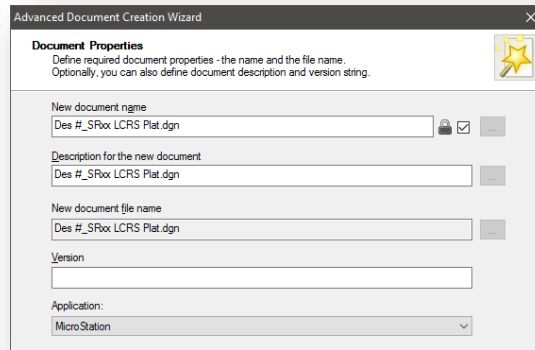 Advanced Document Creation Wizard
Document Properties
Define required document properties - the name and the file name.
Optionally, you can also define document description and version string.
New document name
Des #_SRxx LCRS Plat.dgn
...
Description for the new document
Des #_SRxx LCRS Plat.dgn
...
New document file name
Des #_SRxx LCRS Plat.dgn
...
Version
Application:
MicroStation